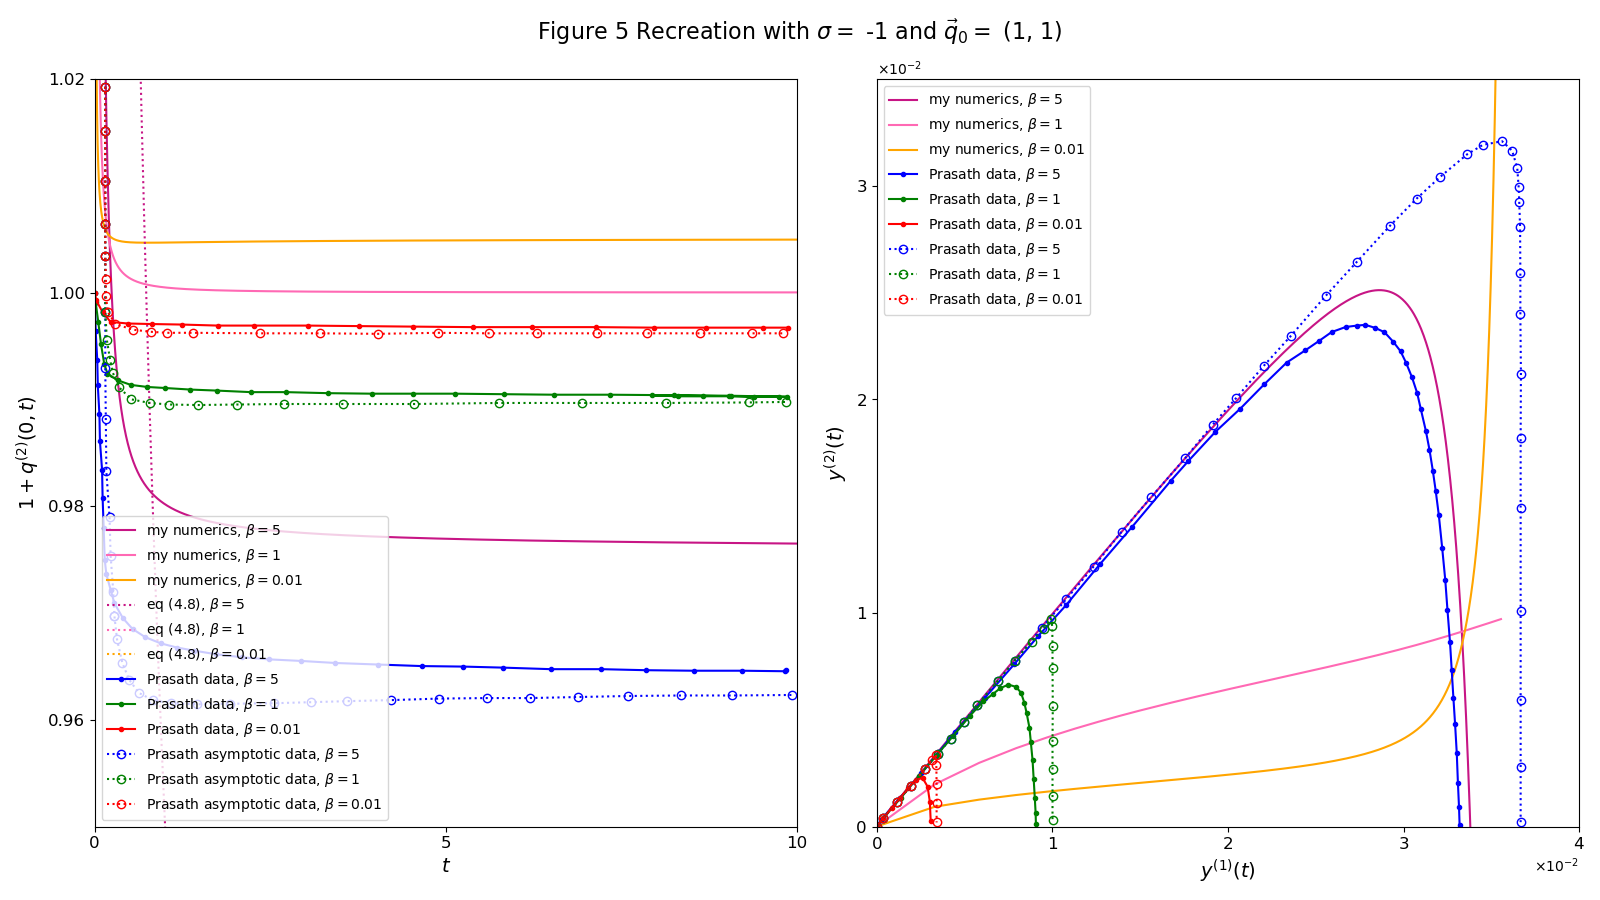 Figure 5 Recreation with σ = -1 and q⃗₀ = (1, 1)
1.02
1.00
0.98
0.96
1 + q⁽²⁾(0, t)
my numerics, β = 5
my numerics, β = 1
my numerics, β = 0.01
eq (4.8), β = 5
eq (4.8), β = 1
eq (4.8), β = 0.01
Prasath data, β = 5
Prasath data, β = 1
Prasath data, β = 0.01
Prasath asymptotic data, β = 5
Prasath asymptotic data, β = 1
Prasath asymptotic data, β = 0.01
0 5 10
t
×10⁻²
my numerics, β = 5
my numerics, β = 1
my numerics, β = 0.01
Prasath data, β = 5
Prasath data, β = 1
Prasath data, β = 0.01
Prasath data, β = 5
Prasath data, β = 1
Prasath data, β = 0.01
3
2
1
0
y⁽²⁾(t)
0 1 2 3 4
×10⁻²
y⁽¹⁾(t)